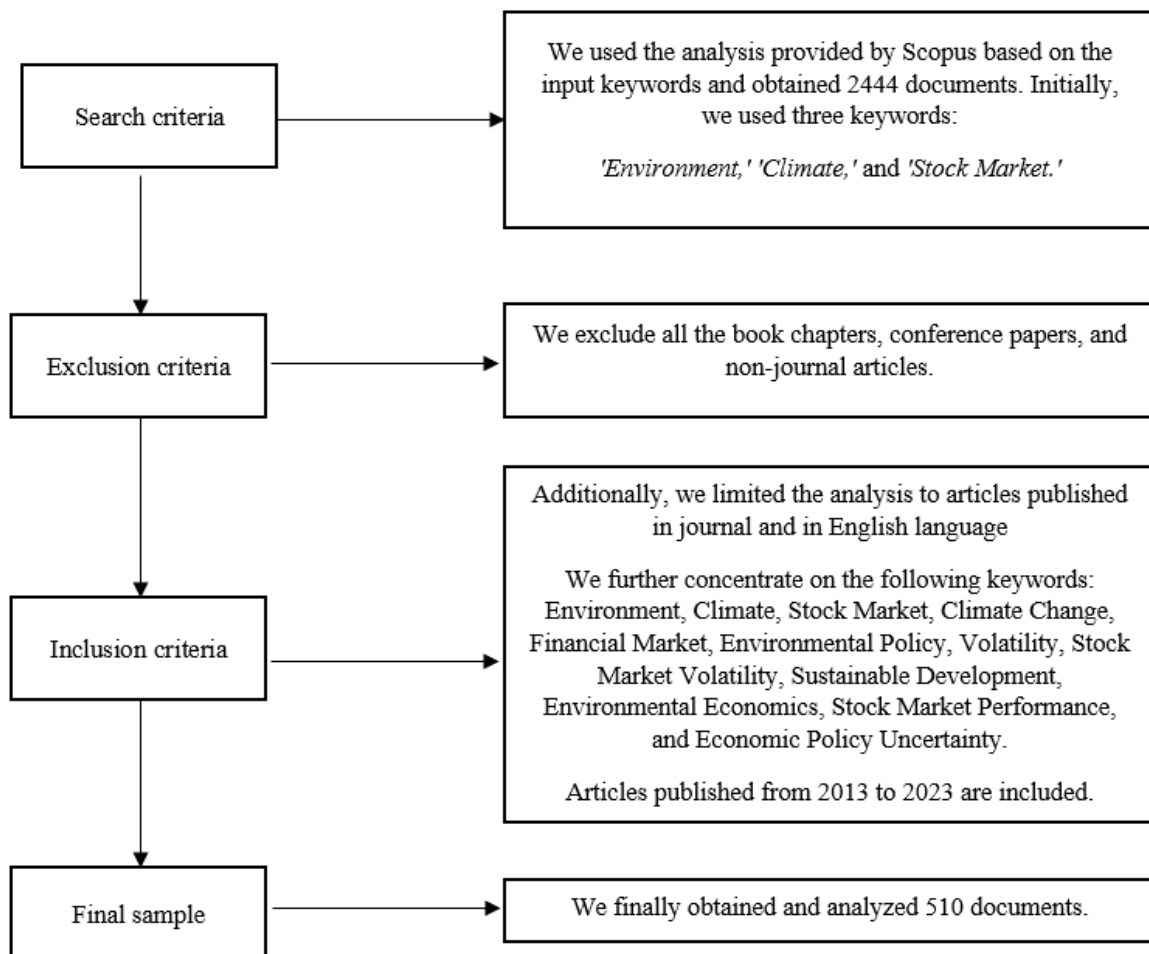 Search criteria
We used the analysis provided by Scopus based on the
input keywords and obtained 2444 documents. Initially,
we used three keywords:
'Environment,' 'Climate,' and 'Stock Market.'
Exclusion criteria
We exclude all the book chapters, conference papers, and
non-journal articles.
Inclusion criteria
Additionally, we limited the analysis to articles published
in journal and in English language
We further concentrate on the following keywords:
Environment, Climate, Stock Market, Climate Change,
Financial Market, Environmental Policy, Volatility, Stock
Market Volatility, Sustainable Development,
Environmental Economics, Stock Market Performance,
and Economic Policy Uncertainty.
Articles published from 2013 to 2023 are included.
Final sample
We finally obtained and analyzed 510 documents.